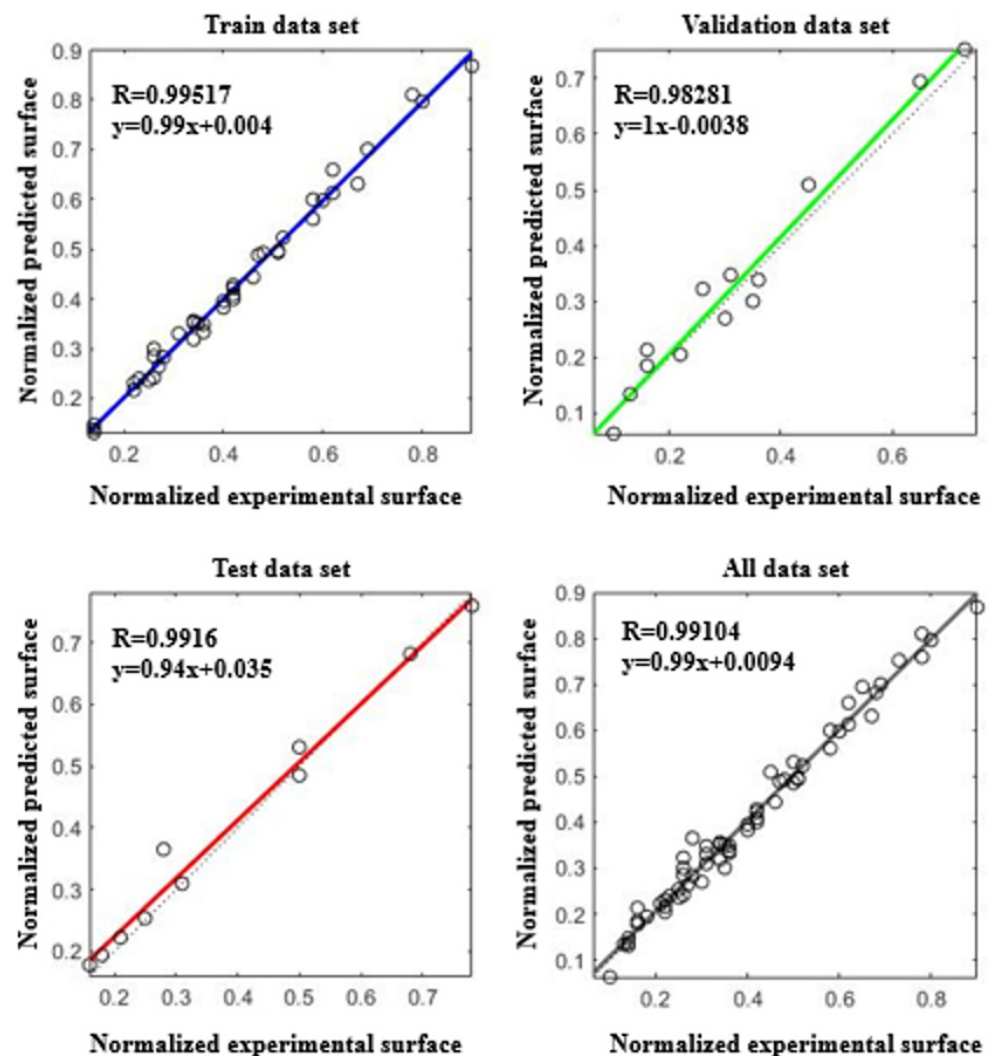 Train data set
Normalized predicted surface
0.9
0.8
0.7
0.6
0.5
0.4
0.3
0.2
R=0.99517
y=0.99x+0.004
0.2 0.4 0.6 0.8
Normalized experimental surface
Validation data set
Normalized predicted surface
0.7
0.6
0.5
0.4
0.3
0.2
0.1
R=0.98281
y=1x-0.0038
0.2 0.4 0.6
Normalized experimental surface
Test data set
Normalized predicted surface
0.7
0.6
0.5
0.4
0.3
0.2
R=0.9916
y=0.94x+0.035
0.2 0.3 0.4 0.5 0.6 0.7
Normalized experimental surface
All data set
Normalized predicted surface
0.9
0.8
0.7
0.6
0.5
0.4
0.3
0.2
0.1
R=0.99104
y=0.99x+0.0094
0.2 0.4 0.6 0.8
Normalized experimental surface